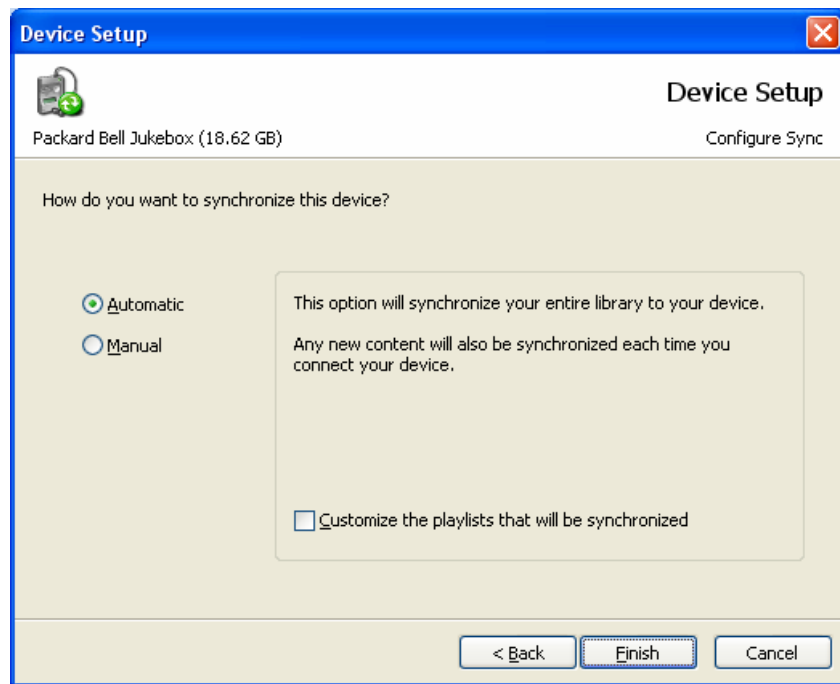 Device Setup
Device Setup
Packard Bell Jukebox (18.62 GB)
Configure Sync
How do you want to synchronize this device?
Automatic
This option will synchronize your entire library to your device.
Manual
Any new content will also be synchronized each time you
connect your device.
Customize the playlists that will be synchronized
< Back
Finish
Cancel